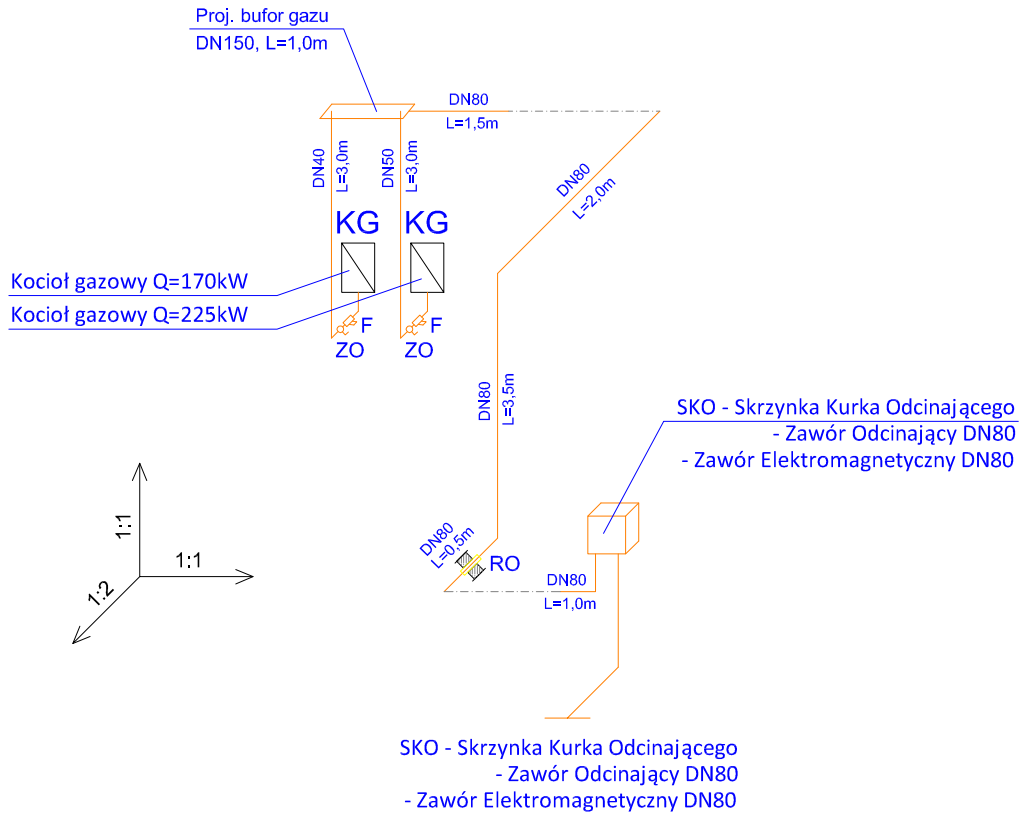 Proj. bufor gazu
DN150, L=1,0m
DN80
L=1,5m
DN40
L=3,0m
DN50
L=3,0m
DN80
L=2,0m
KG
KG
Kocioł gazowy Q=170kW
Kocioł gazowy Q=225kW
F
F
ZO
ZO
DN80
L=3,5m
SKO - Skrzynka Kurka Odcinającego
- Zawór Odcinający DN80
- Zawór Elektromagnetyczny DN80
1:1
1:1
1:2
DN80
L=0,5m
RO
DN80
L=1,0m
SKO - Skrzynka Kurka Odcinającego
- Zawór Odcinający DN80
- Zawór Elektromagnetyczny DN80